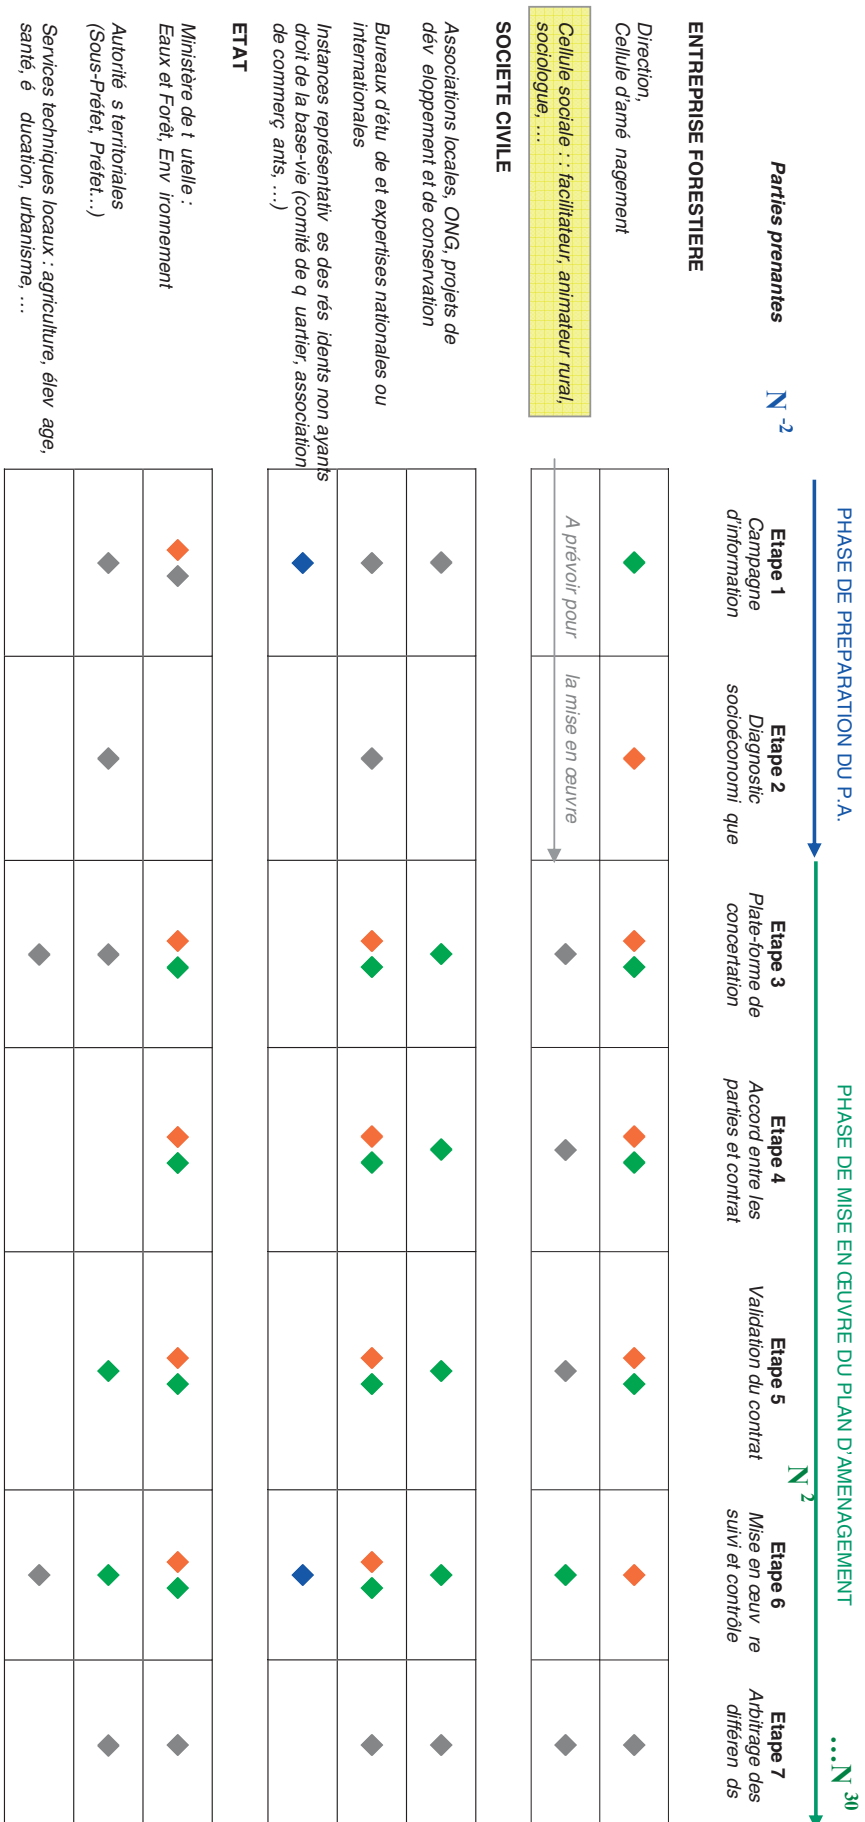 PHASE DE PREPARATION DU P.A.
PHASE DE MISE EN ŒUVRE DU PLAN D'AMENAGEMENT
N -2
N 2
….N 30
Parties prenantes
Etape 1
Campagne
d'information
Etape 2
Diagnostic
socioéconomi que
Etape 3
Plate-forme de
concertation
Etape 4
Accord entre les
parties et contrat
Etape 5
Validation du contrat
Etape 6
Mise en œuv re
suivi et contrôle
Etape 7
Arbitrage des
différen ds
ENTREPRISE FORESTIERE
Direction,
Cellule d'amé nagement
Cellule sociale : : facilitateur, animateur rural,
sociologue, …
A prévoir pour la mise en œuvre
SOCIETE CIVILE
Associations locales, ONG, projets de
dév eloppement et de conservation
Bureaux d'étu de et expertises nationales ou
internationales
Instances représentativ es des rés idents non ayants
droit de la base-vie (comité de q uartier, association
de commerç ants, …)
ETAT
Ministère de t utelle :
Eaux et Forêt, Env ironnement
Autorité s territoriales
(Sous-Préfet, Préfet…)
Services techniques locaux : agriculture, élev age,
santé, é ducation, urbanisme, …